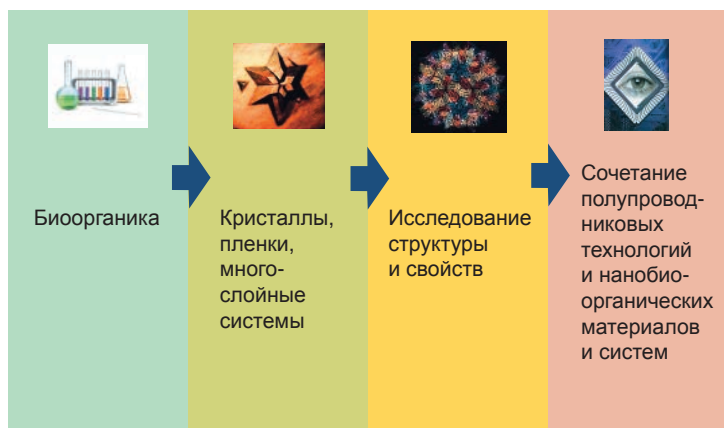 Биоорганика
Кристаллы,
пленки,
много-
слойные
системы
Исследование
структуры
и свойств
Сочетание
полупровод-
никовых
технологий
и нанобио-
органических
материалов
и систем